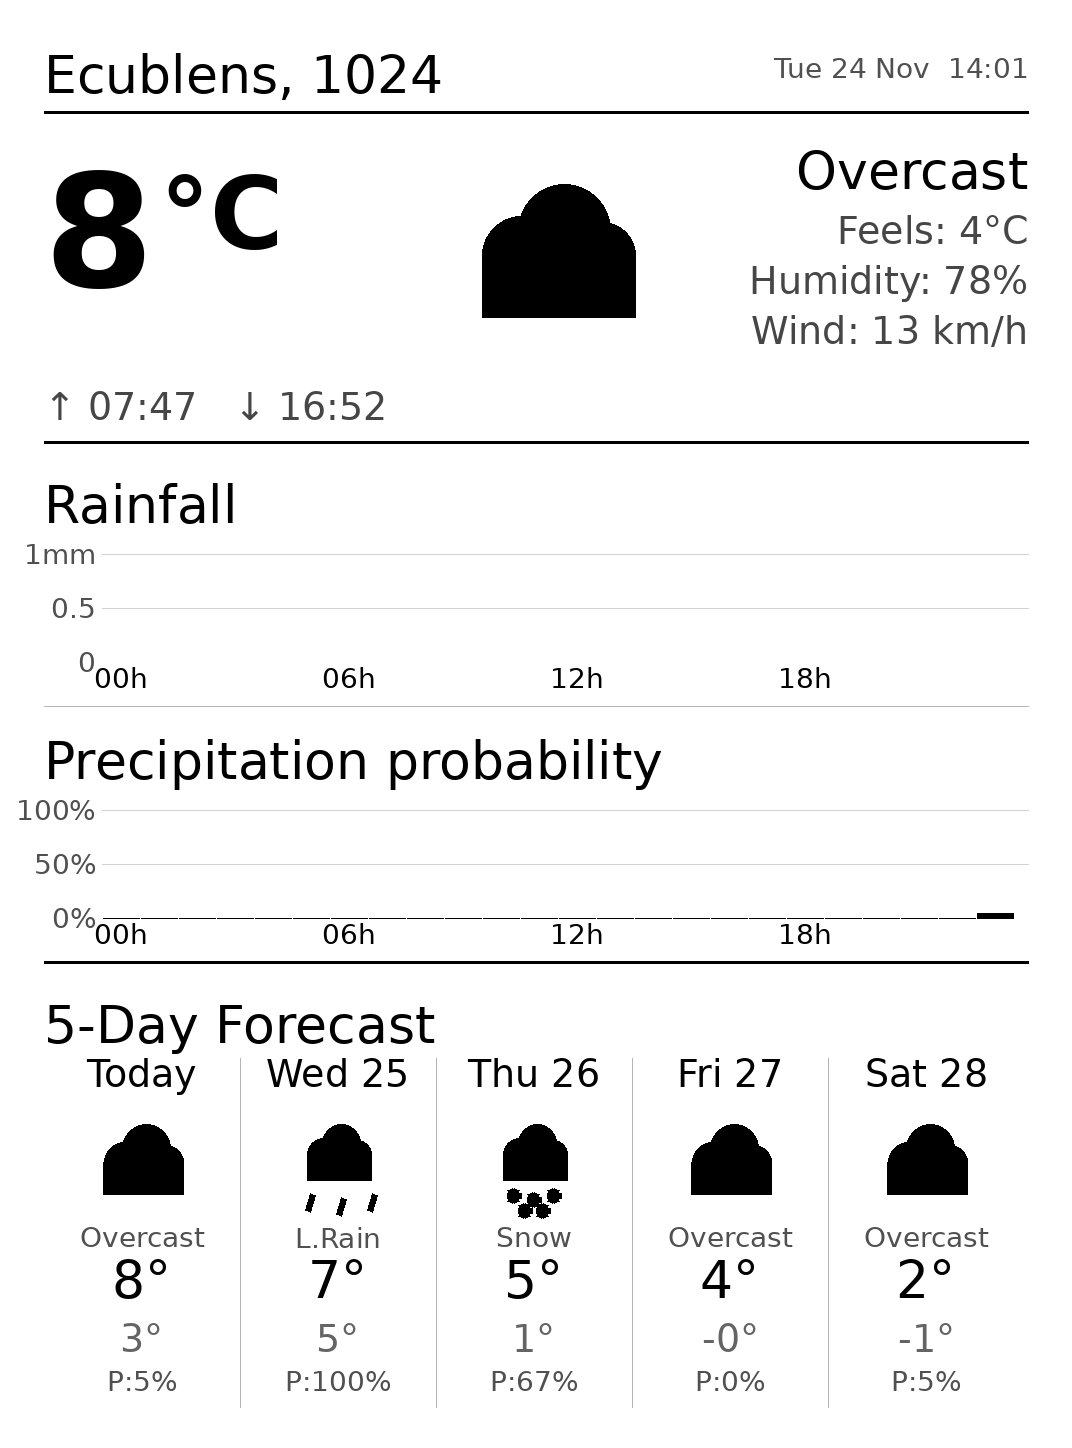 Ecublens, 1024
Tue 24 Nov 14:01
8°C
Overcast
Feels: 4°C
Humidity: 78%
Wind: 13 km/h
↑ 07:47 ↓ 16:52
Rainfall
1mm
0.5
0
00h 06h 12h 18h
Precipitation probability
100%
50%
0%
00h 06h 12h 18h
5-Day Forecast
Today Wed 25 Thu 26 Fri 27 Sat 28
Overcast L.Rain Snow Overcast Overcast
8° 7° 5° 4° 2°
3° 5° 1° -0° -1°
P:5% P:100% P:67% P:0% P:5%